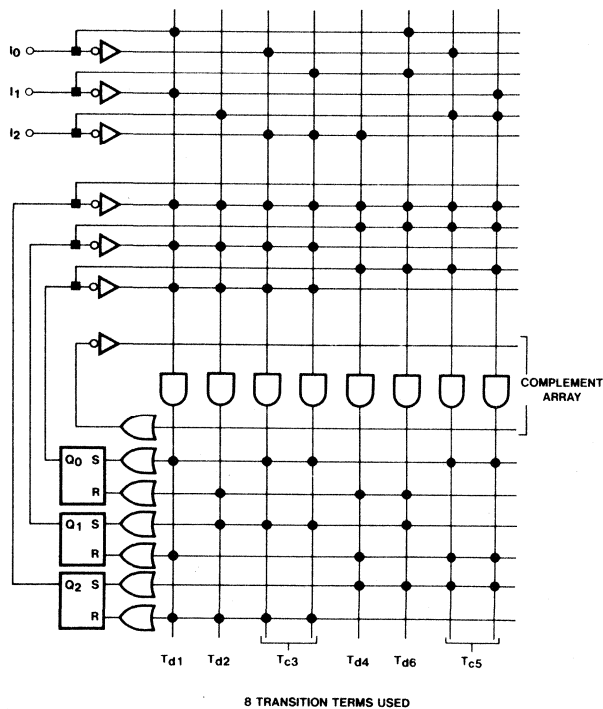 I0
I1
I2
COMPLEMENT
ARRAY
Q0 S
R
Q1 S
R
Q2 S
R
Td1 Td2 Tc3 Td4 Td6 Tc5
8 TRANSITION TERMS USED